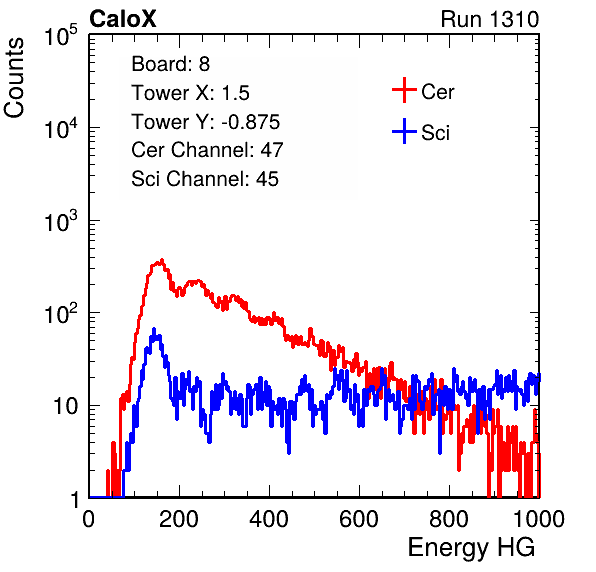 CaloX Run 1310
Counts
10^5
10^4
10^3
10^2
10
1
Board: 8
Tower X: 1.5
Tower Y: -0.875
Cer Channel: 47
Sci Channel: 45
Cer
Sci
0 200 400 600 800 1000
Energy HG